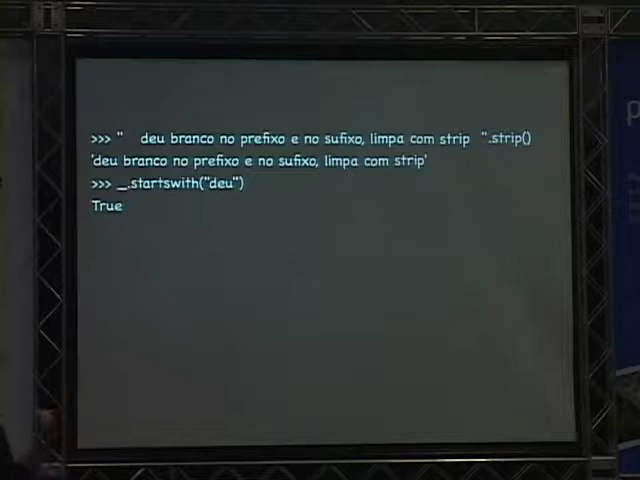 >>> "   deu branco no prefixo e no sufixo, limpa com strip  ".strip()
'deu branco no prefixo e no sufixo, limpa com strip'
>>> _.startswith("deu")
True